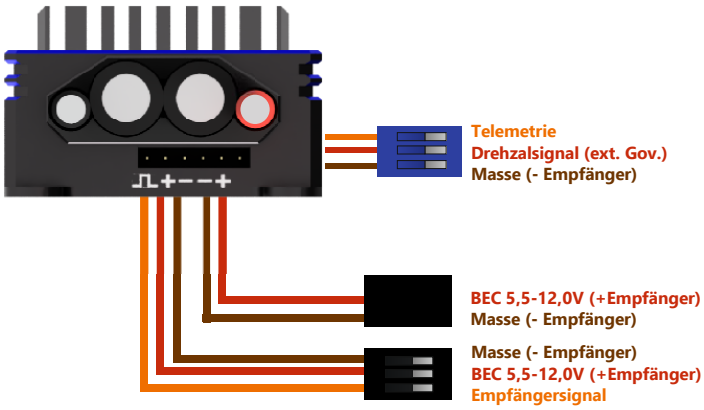 Telemetrie
Drehzalsignal (ext. Gov.)
Masse (- Empfänger)
⎍+--+
BEC 5,5-12,0V (+Empfänger)
Masse (- Empfänger)
Masse (- Empfänger)
BEC 5,5-12,0V (+Empfänger)
Empfängersignal